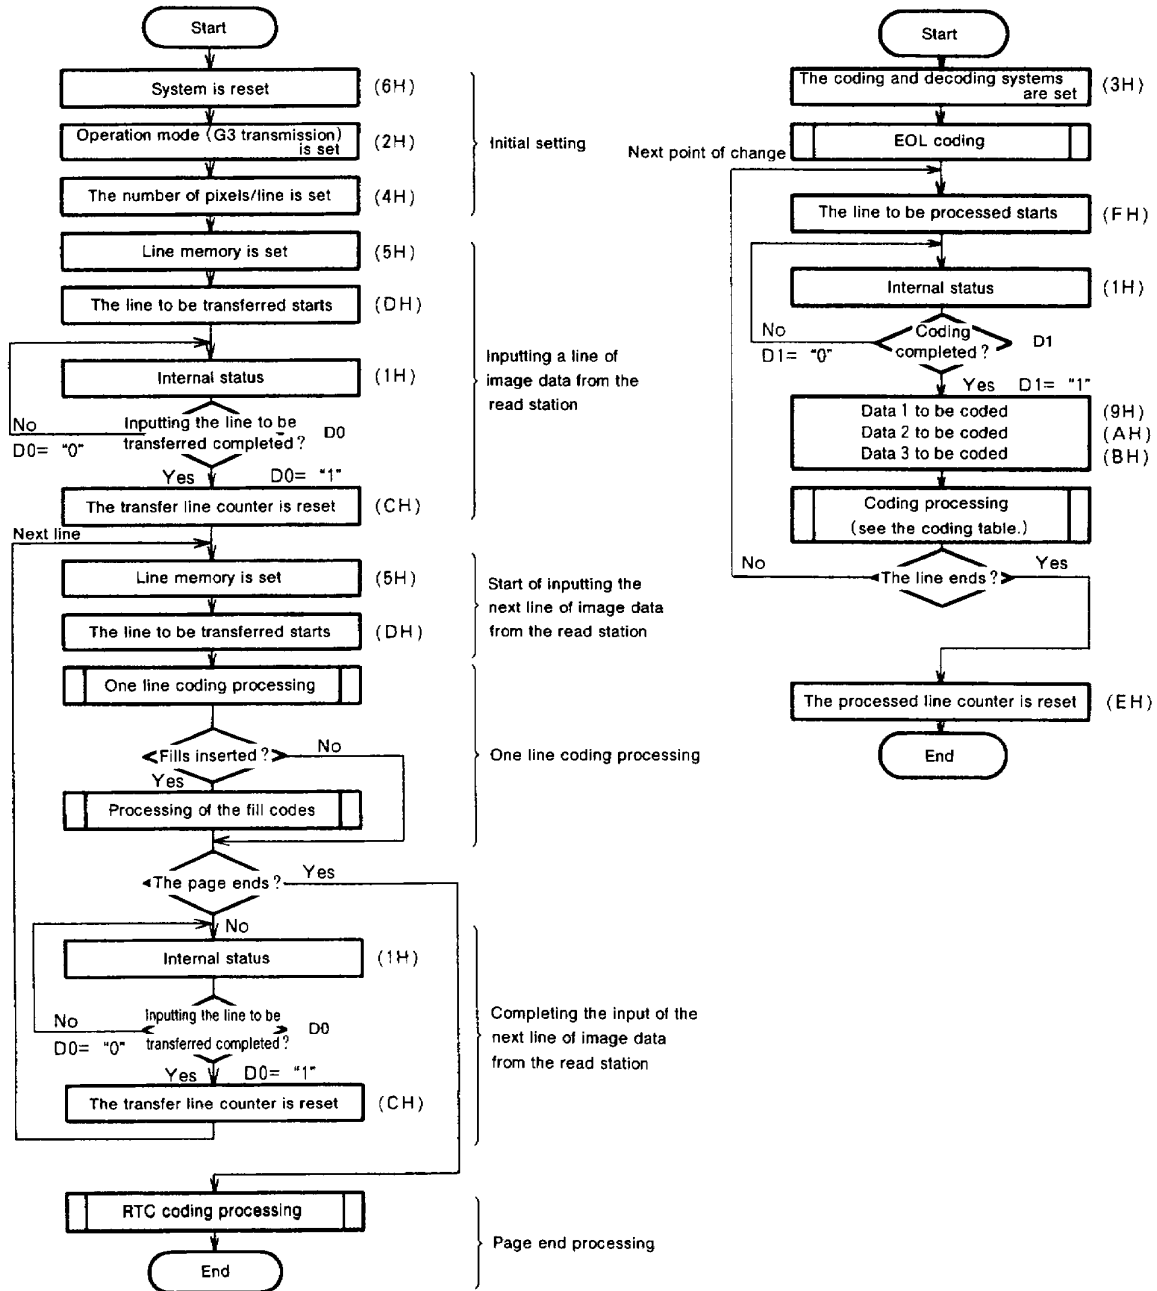 Start
System is reset
(6H)
Operation mode (G3 transmission)
is set
(2H)
Initial setting
The number of pixels/line is set
(4H)
Line memory is set
(5H)
The line to be transferred starts
(DH)
Internal status
(1H)
Inputting a line of
image data from the
read station
No
D0= "0"
Inputting the line to be
transferred completed?
D0
Yes
D0= "1"
The transfer line counter is reset
(CH)
Next line
Line memory is set
(5H)
The line to be transferred starts
(DH)
Start of inputting the
next line of image data
from the read station
One line coding processing
Fills inserted?
No
Yes
Processing of the fill codes
One line coding processing
The page ends?
Yes
No
Internal status
(1H)
No
D0= "0"
Inputting the line to be
transferred completed?
D0
Yes
D0= "1"
Completing the input of the
next line of image data
from the read station
The transfer line counter is reset
(CH)
RTC coding processing
Page end processing
End
Start
The coding and decoding systems
are set
(3H)
EOL coding
Next point of change
The line to be processed starts
(FH)
Internal status
(1H)
No
D1= "0"
Coding
completed?
D1
Yes
D1= "1"
Data 1 to be coded
(9H)
Data 2 to be coded
(AH)
Data 3 to be coded
(BH)
Coding processing
(see the coding table.)
No
The line ends?
Yes
The processed line counter is reset
(EH)
End